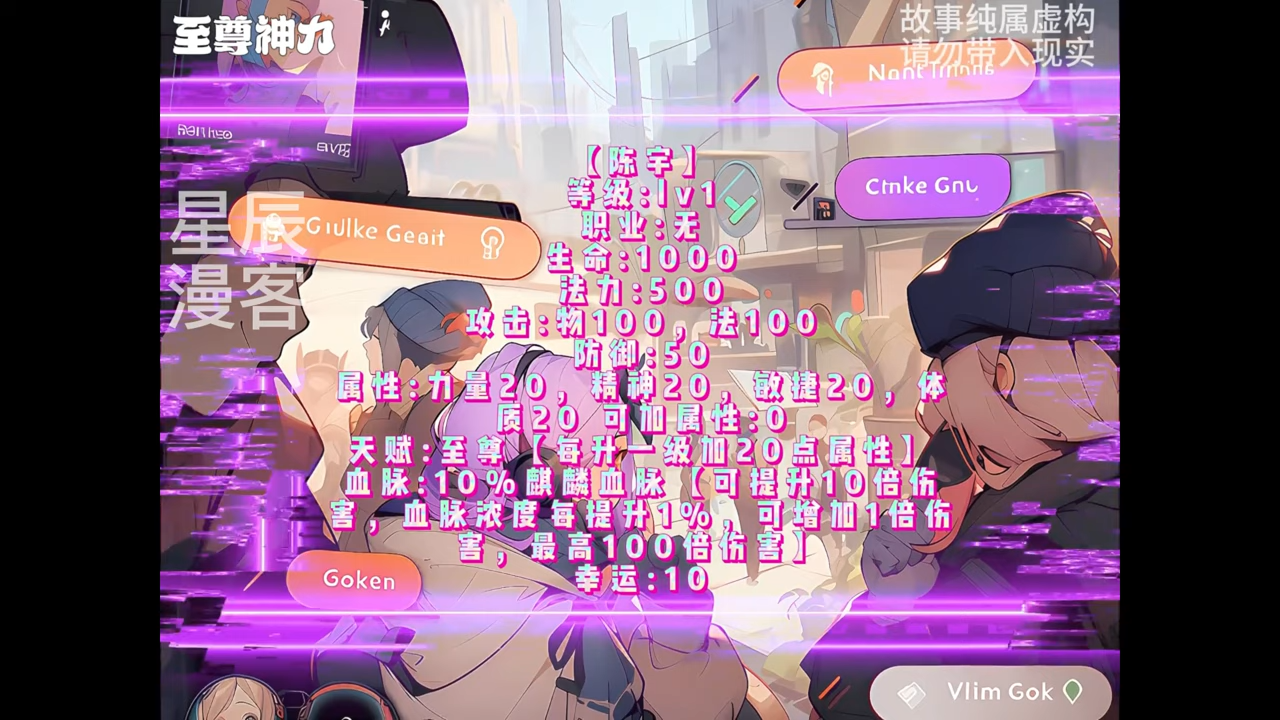 至尊神力
故事纯属虚构
请勿带入现实
Ctnke Gnu
星辰
漫客
Giulke Geait
【陈宇】
等级:lv1
职业:无
生命:1000
法力:500
攻击:物100，法100
防御:50
属性:力量20，精神20，敏捷20，体
质20 可加属性:0
天赋:至尊【每升一级加20点属性】
血脉:10%麒麟血脉【可提升10倍伤
害，血脉浓度每提升1%，可增加1倍伤
害，最高100倍伤害】
幸运:10
Goken
Vlim Gok